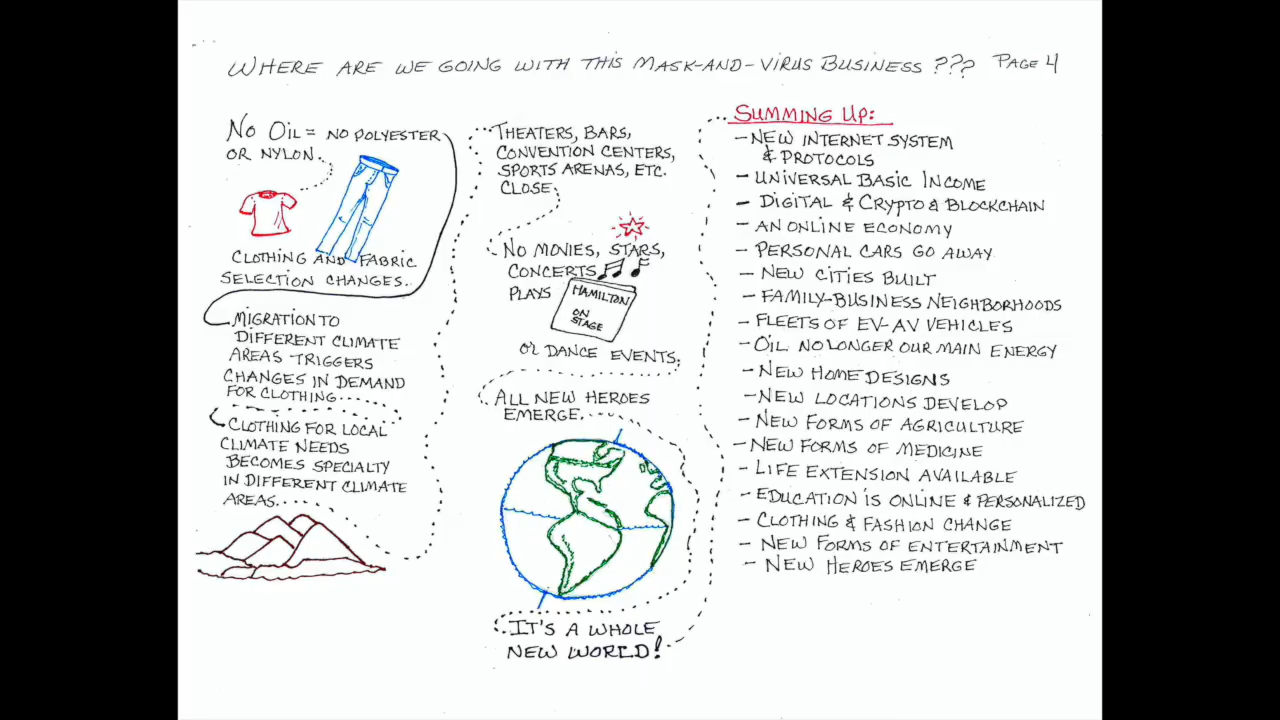 WHERE ARE WE GOING WITH THIS MASK-AND-VIRUS BUSINESS ??? PAGE 4
NO OIL = NO POLYESTER
OR NYLON
CLOTHING AND FABRIC
SELECTION CHANGES.
MIGRATION TO
DIFFERENT CLIMATE
AREAS TRIGGERS
CHANGES IN DEMAND
FOR CLOTHING
CLOTHING FOR LOCAL
CLIMATE NEEDS
BECOMES SPECIALTY
IN DIFFERENT CLIMATE
AREAS.
THEATERS, BARS,
CONVENTION CENTERS,
SPORTS ARENAS, ETC.
CLOSE
NO MOVIES, STARS,
CONCERTS
PLAYS
HAMILTON
ON
STAGE
OR DANCE EVENTS.
ALL NEW HEROES
EMERGE.
IT'S A WHOLE
NEW WORLD!
SUMMING UP:
- NEW INTERNET SYSTEM
& PROTOCOLS
- UNIVERSAL BASIC INCOME
- DIGITAL & CRYPTO & BLOCKCHAIN
- AN ONLINE ECONOMY
- PERSONAL CARS GO AWAY
- NEW CITIES BUILT
- FAMILY-BUSINESS NEIGHBORHOODS
- FLEETS OF EV-AV VEHICLES
- OIL NO LONGER OUR MAIN ENERGY
- NEW HOME DESIGNS
- NEW LOCATIONS DEVELOP
- NEW FORMS OF AGRICULTURE
- NEW FORMS OF MEDICINE
- LIFE EXTENSION AVAILABLE
- EDUCATION IS ONLINE & PERSONALIZED
- CLOTHING & FASHION CHANGE
- NEW FORMS OF ENTERTAINMENT
- NEW HEROES EMERGE